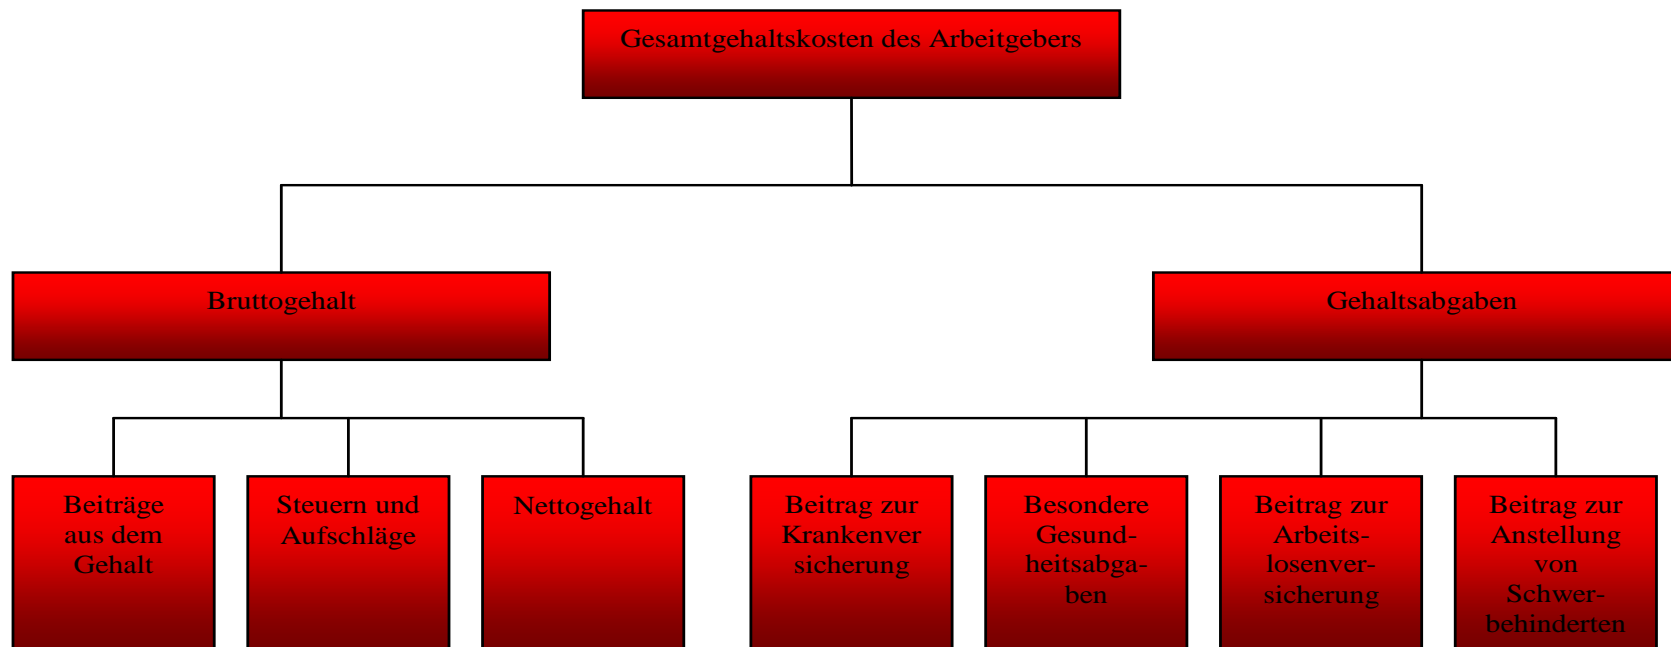 Gesamtgehaltskosten des Arbeitgebers
Bruttogehalt
Gehaltsabgaben
Beiträge
aus dem
Gehalt
Steuern und
Aufschläge
Nettogehalt
Beitrag zur
Krankenver
sicherung
Besondere
Gesund-
heitsabga-
ben
Beitrag zur
Arbeits-
losenver-
sicherung
Beitrag zur
Anstellung
von
Schwer-
behinderten